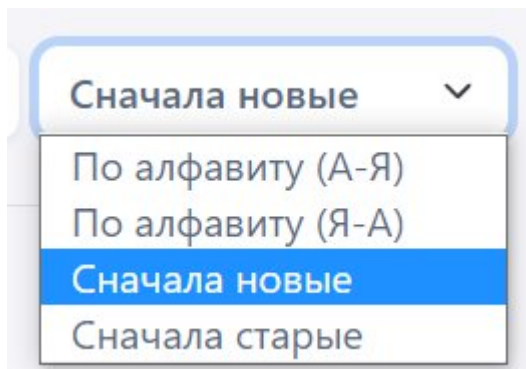 Сначала новые
По алфавиту (А-Я)
По алфавиту (Я-А)
Сначала новые
Сначала старые